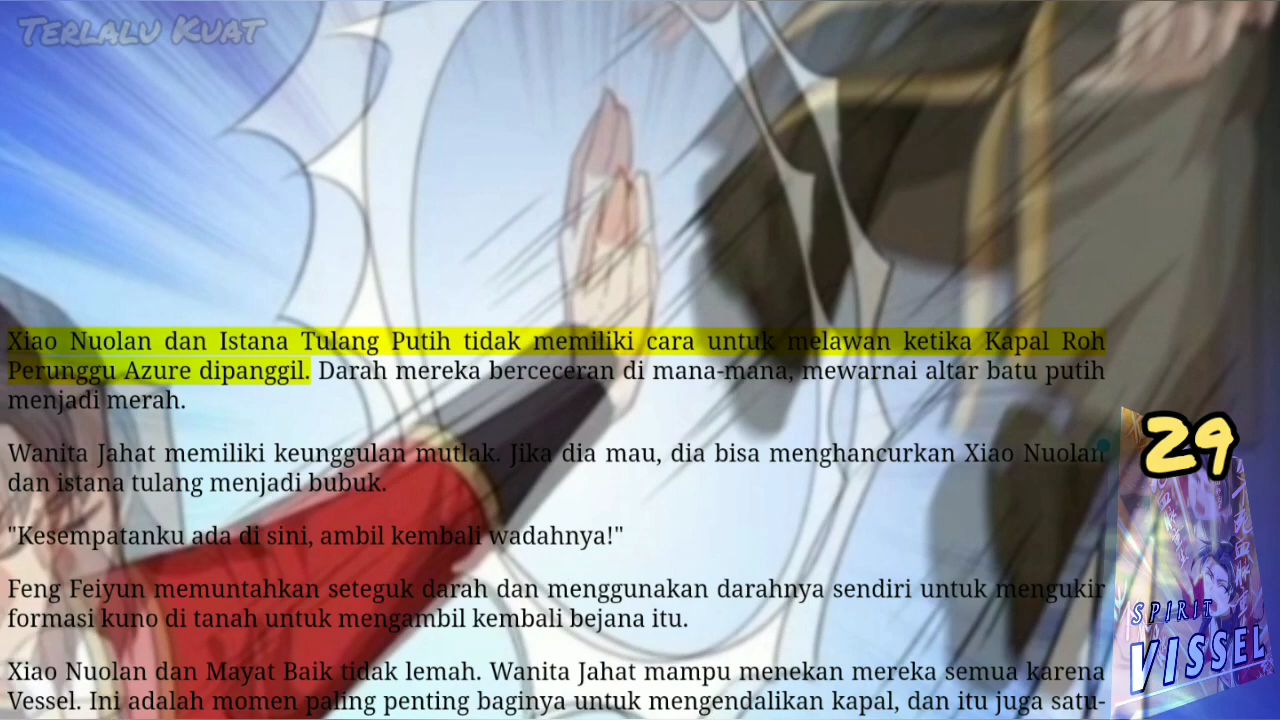 Terlalu Kuat
Xiao Nuolan dan Istana Tulang Putih tidak memiliki cara untuk melawan ketika Kapal Roh
Perunggu Azure dipanggil. Darah mereka berceceran di mana-mana, mewarnai altar batu putih
menjadi merah.
Wanita Jahat memiliki keunggulan mutlak. Jika dia mau, dia bisa menghancurkan Xiao Nuolan
dan istana tulang menjadi bubuk.
"Kesempatanku ada di sini, ambil kembali wadahnya!"
Feng Feiyun memuntahkan seteguk darah dan menggunakan darahnya sendiri untuk mengukir
formasi kuno di tanah untuk mengambil kembali bejana itu.
Xiao Nuolan dan Mayat Baik tidak lemah. Wanita Jahat mampu menekan mereka semua karena
Vessel. Ini adalah momen paling penting baginya untuk mengendalikan kapal, dan itu juga satu-
29
SPIRIT
VISSEL